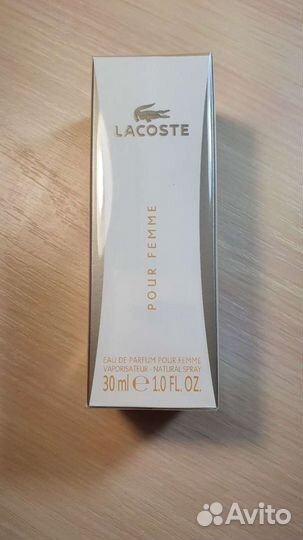 LACOSTE
POUR FEMME
EAU DE PARFUM POUR FEMME
VAPORISATEUR - NATURAL SPRAY
30 ml e 1.0 FL. OZ.
Avito